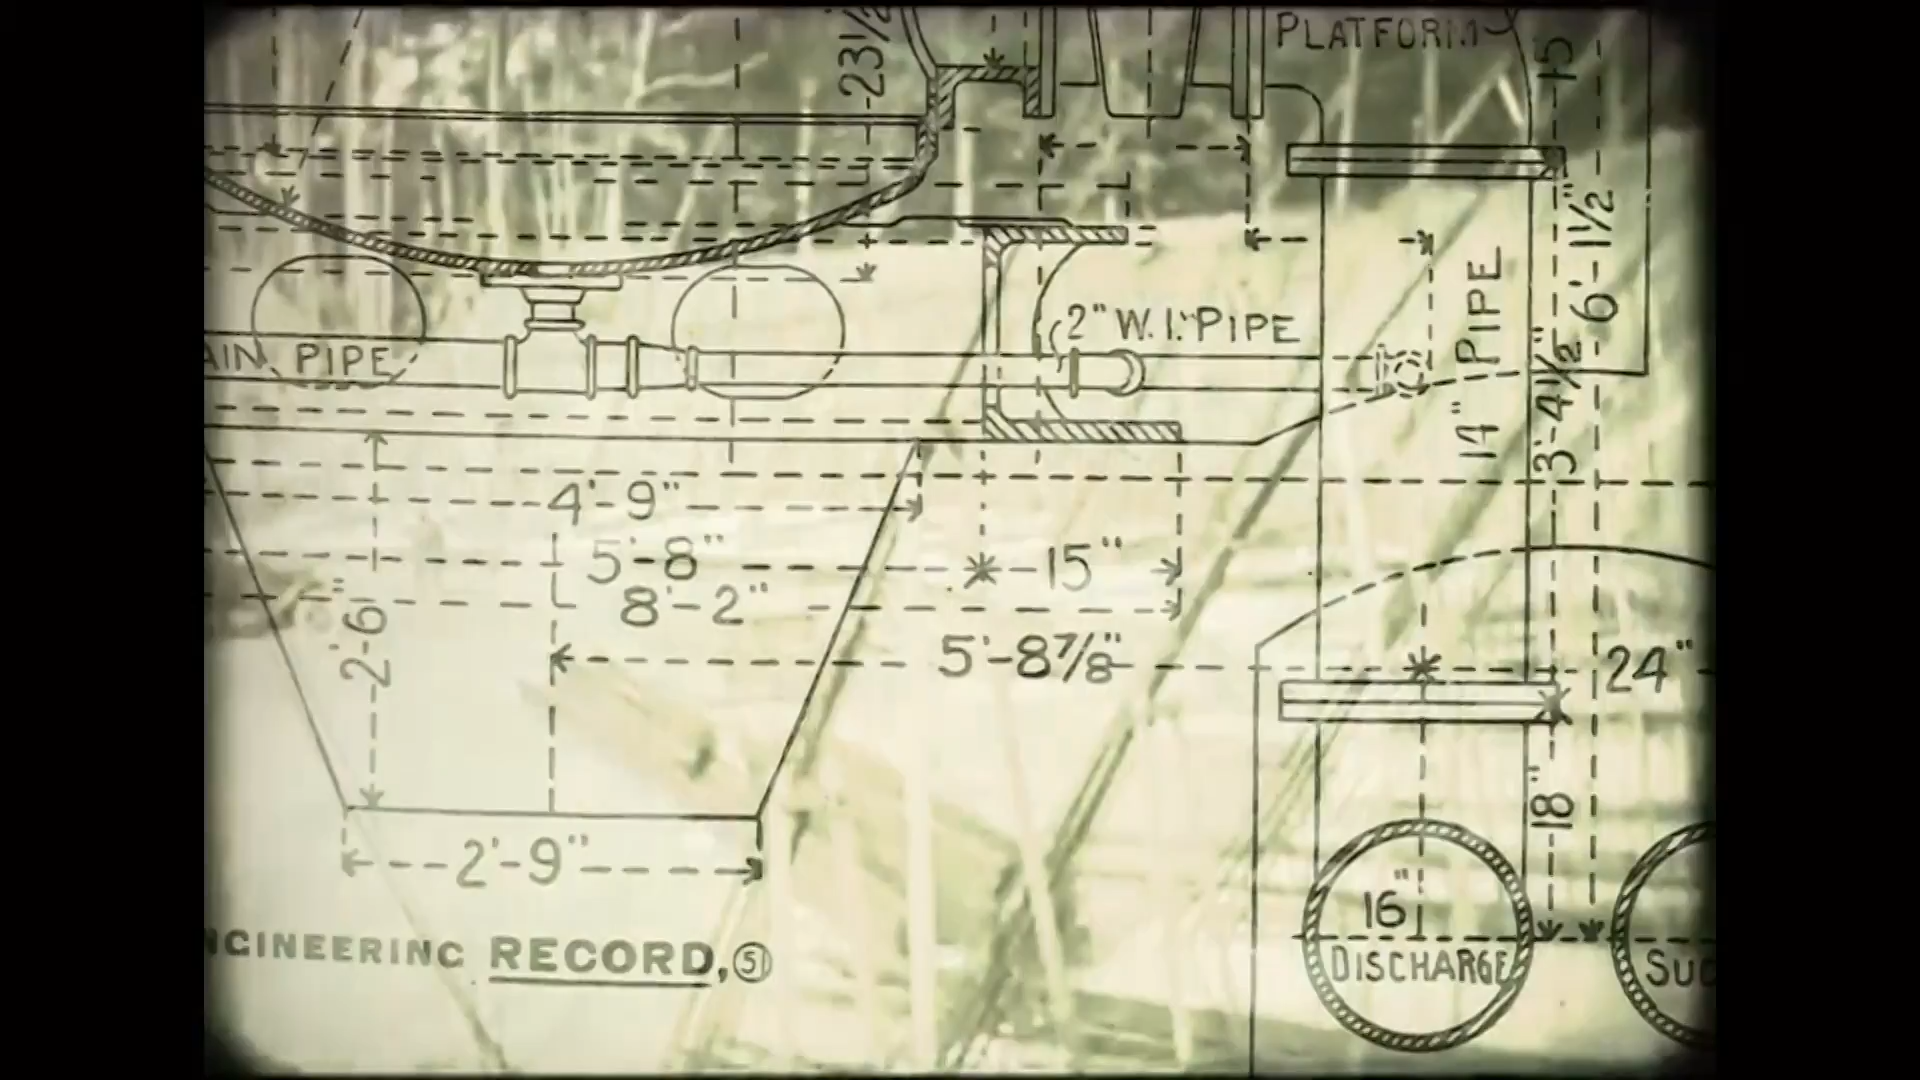 PLATFORM
23½
15
6'-1½"
2" W.I. PIPE
14" PIPE
AIN PIPE
3'-4½"
4'-9"
5'-8"
15"
8'-2"
2'-6"
5'-8⅞"
24"
18"
2'-9"
16"
NGINEERING RECORD, 51
DISCHARGE
SUC